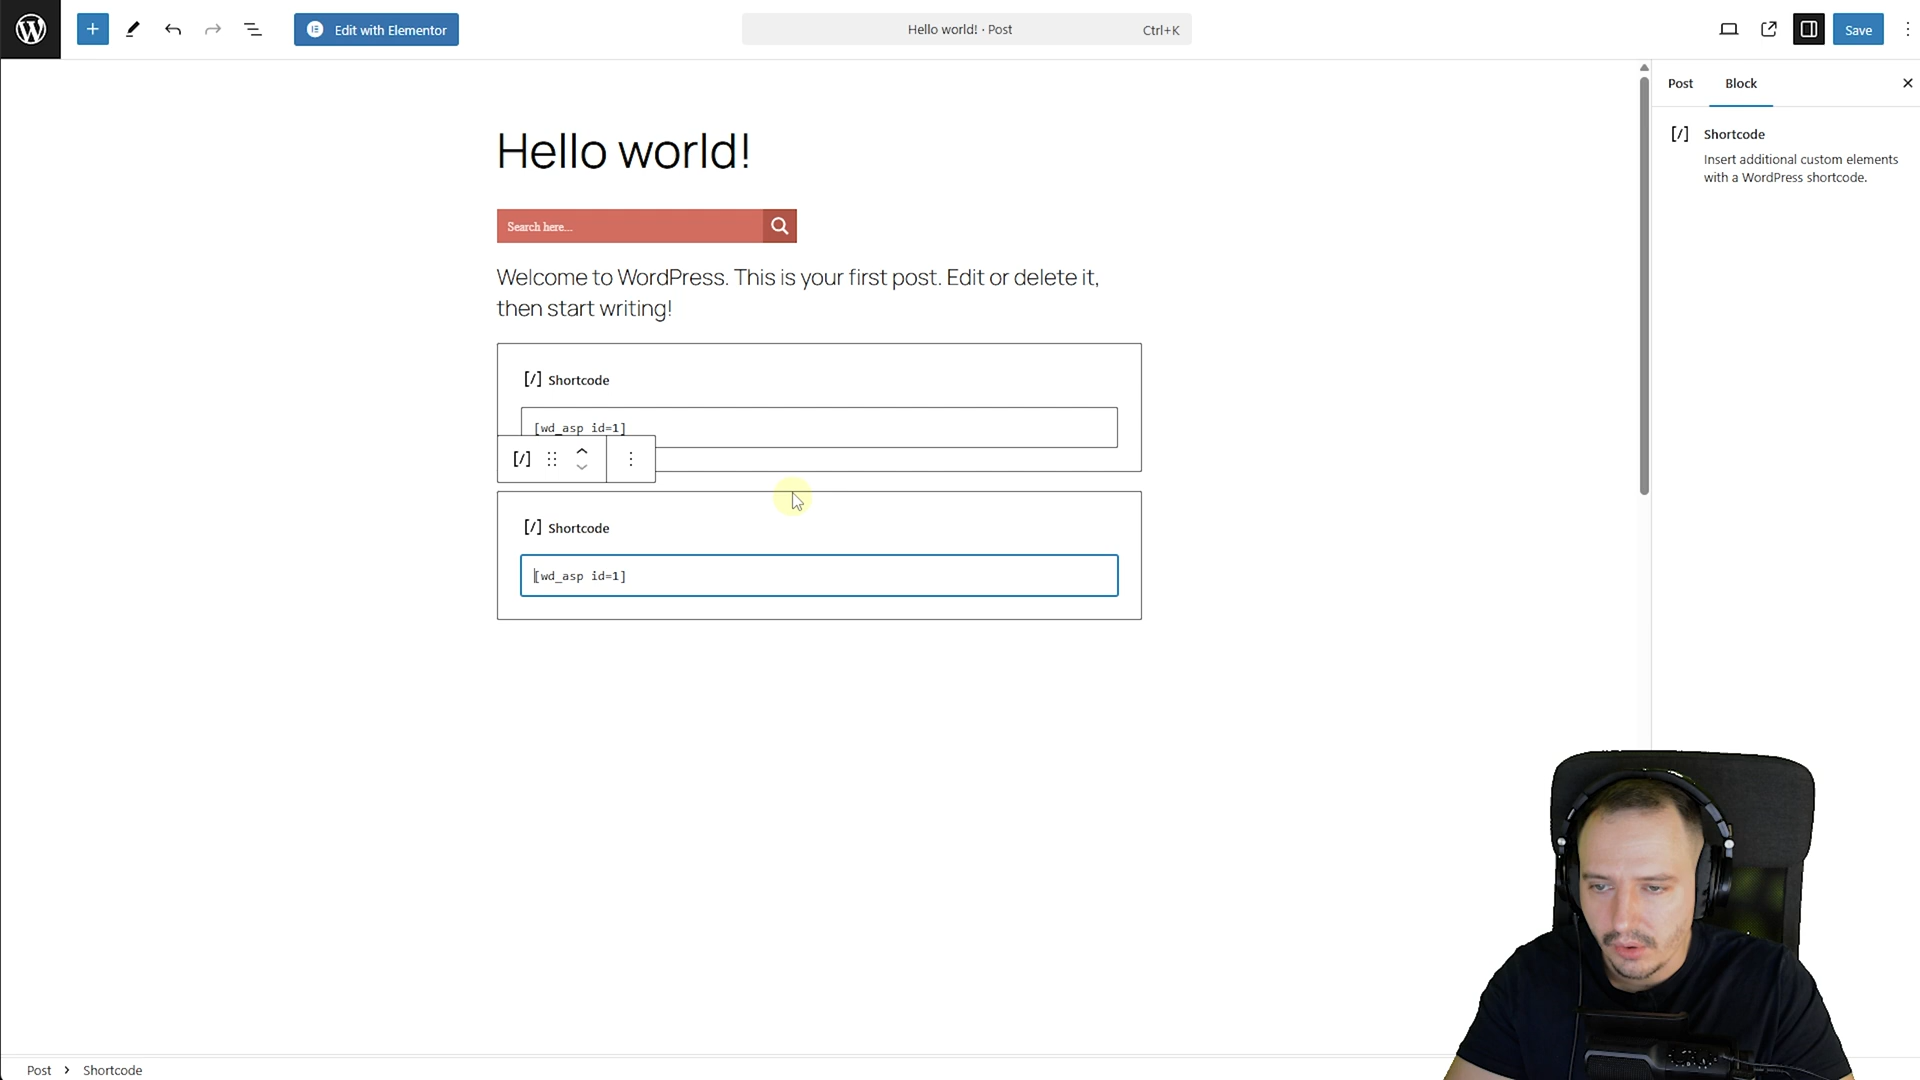 Edit with Elementor
Hello world! · Post
Ctrl+K
Save
Post
Block
[/] Shortcode
Insert additional custom elements
with a WordPress shortcode.
Hello world!
Search here...
Welcome to WordPress. This is your first post. Edit or delete it,
then start writing!
[/] Shortcode
[wd_asp id=1]
[/]
[/] Shortcode
[wd_asp id=1]
Post
Shortcode